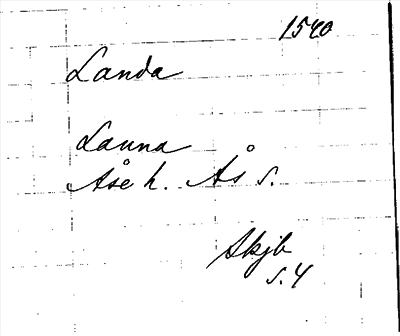 1540
Landa
Launa
Åse h. Ås s.
Skjb
s. 4